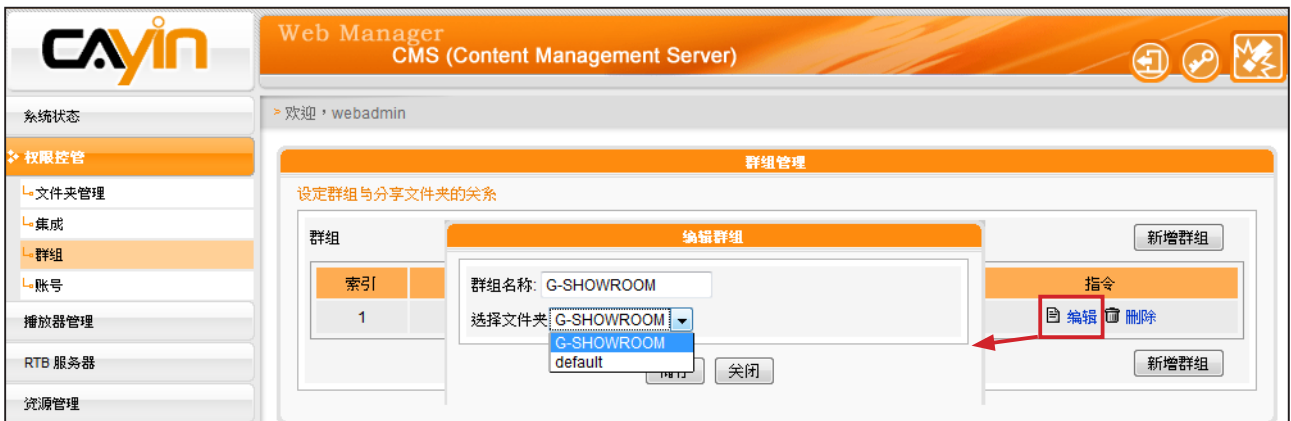 CAYIN
Web Manager
CMS (Content Management Server)
系统状态
> 欢迎，webadmin
权限控管
群组管理
文件夹管理
设定群组与分享文件夹的关系
集成
群组
编辑群组
新增群组
群组
索引
群组名称: G-SHOWROOM
指令
账号
1
选择文件夹 G-SHOWROOM
编辑 删除
播放器管理
G-SHOWROOM
default
关闭
新增群组
RTB 服务器
资源管理